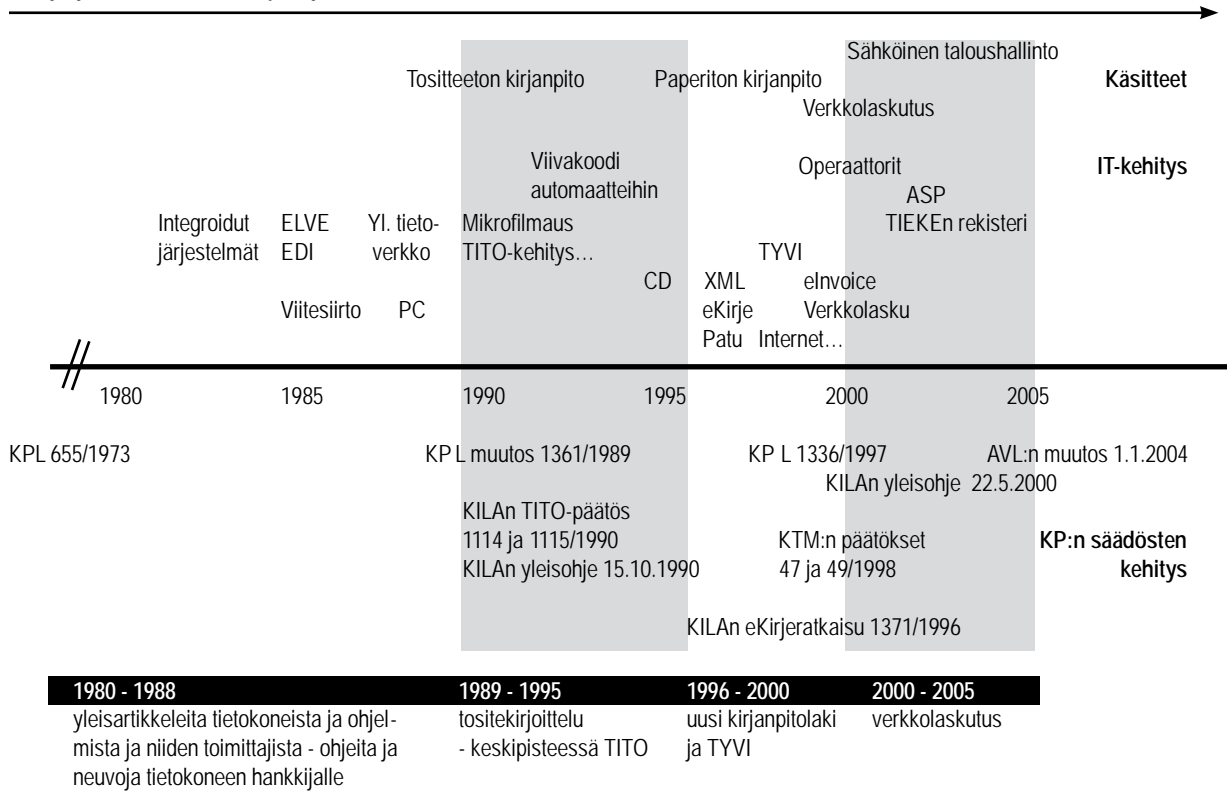 Sähköinen taloushallinto
Tositteeton kirjanpito Paperiton kirjanpito Käsitteet
Verkkolaskutus
Viivakoodi Operaattorit IT-kehitys
automaatteihin ASP
Integroidut ELVE Yl. tieto- Mikrofilmaus TIEKEn rekisteri
järjestelmät EDI verkko TITO-kehitys... TYVI
CD XML eInvoice
Viitesiirto PC eKirje Verkkolasku
Patu Internet...
1980 1985 1990 1995 2000 2005
KPL 655/1973 KPL muutos 1361/1989 KP L 1336/1997 AVL:n muutos 1.1.2004
KILAn yleisohje 22.5.2000
KILAn TITO-päätös
1114 ja 1115/1990 KTM:n päätökset KP:n säädösten
KILAn yleisohje 15.10.1990 47 ja 49/1998 kehitys
KILAn eKirjeratkaisu 1371/1996
1980 - 1988 1989 - 1995 1996 - 2000 2000 - 2005
yleisartikkeleita tietokoneista ja ohjel- tositekirjoittelu uusi kirjanpitolaki verkkolaskutus
mista ja niiden toimittajista - ohjeita ja - keskipisteessä TITO ja TYVI
neuvoja tietokoneen hankkijalle